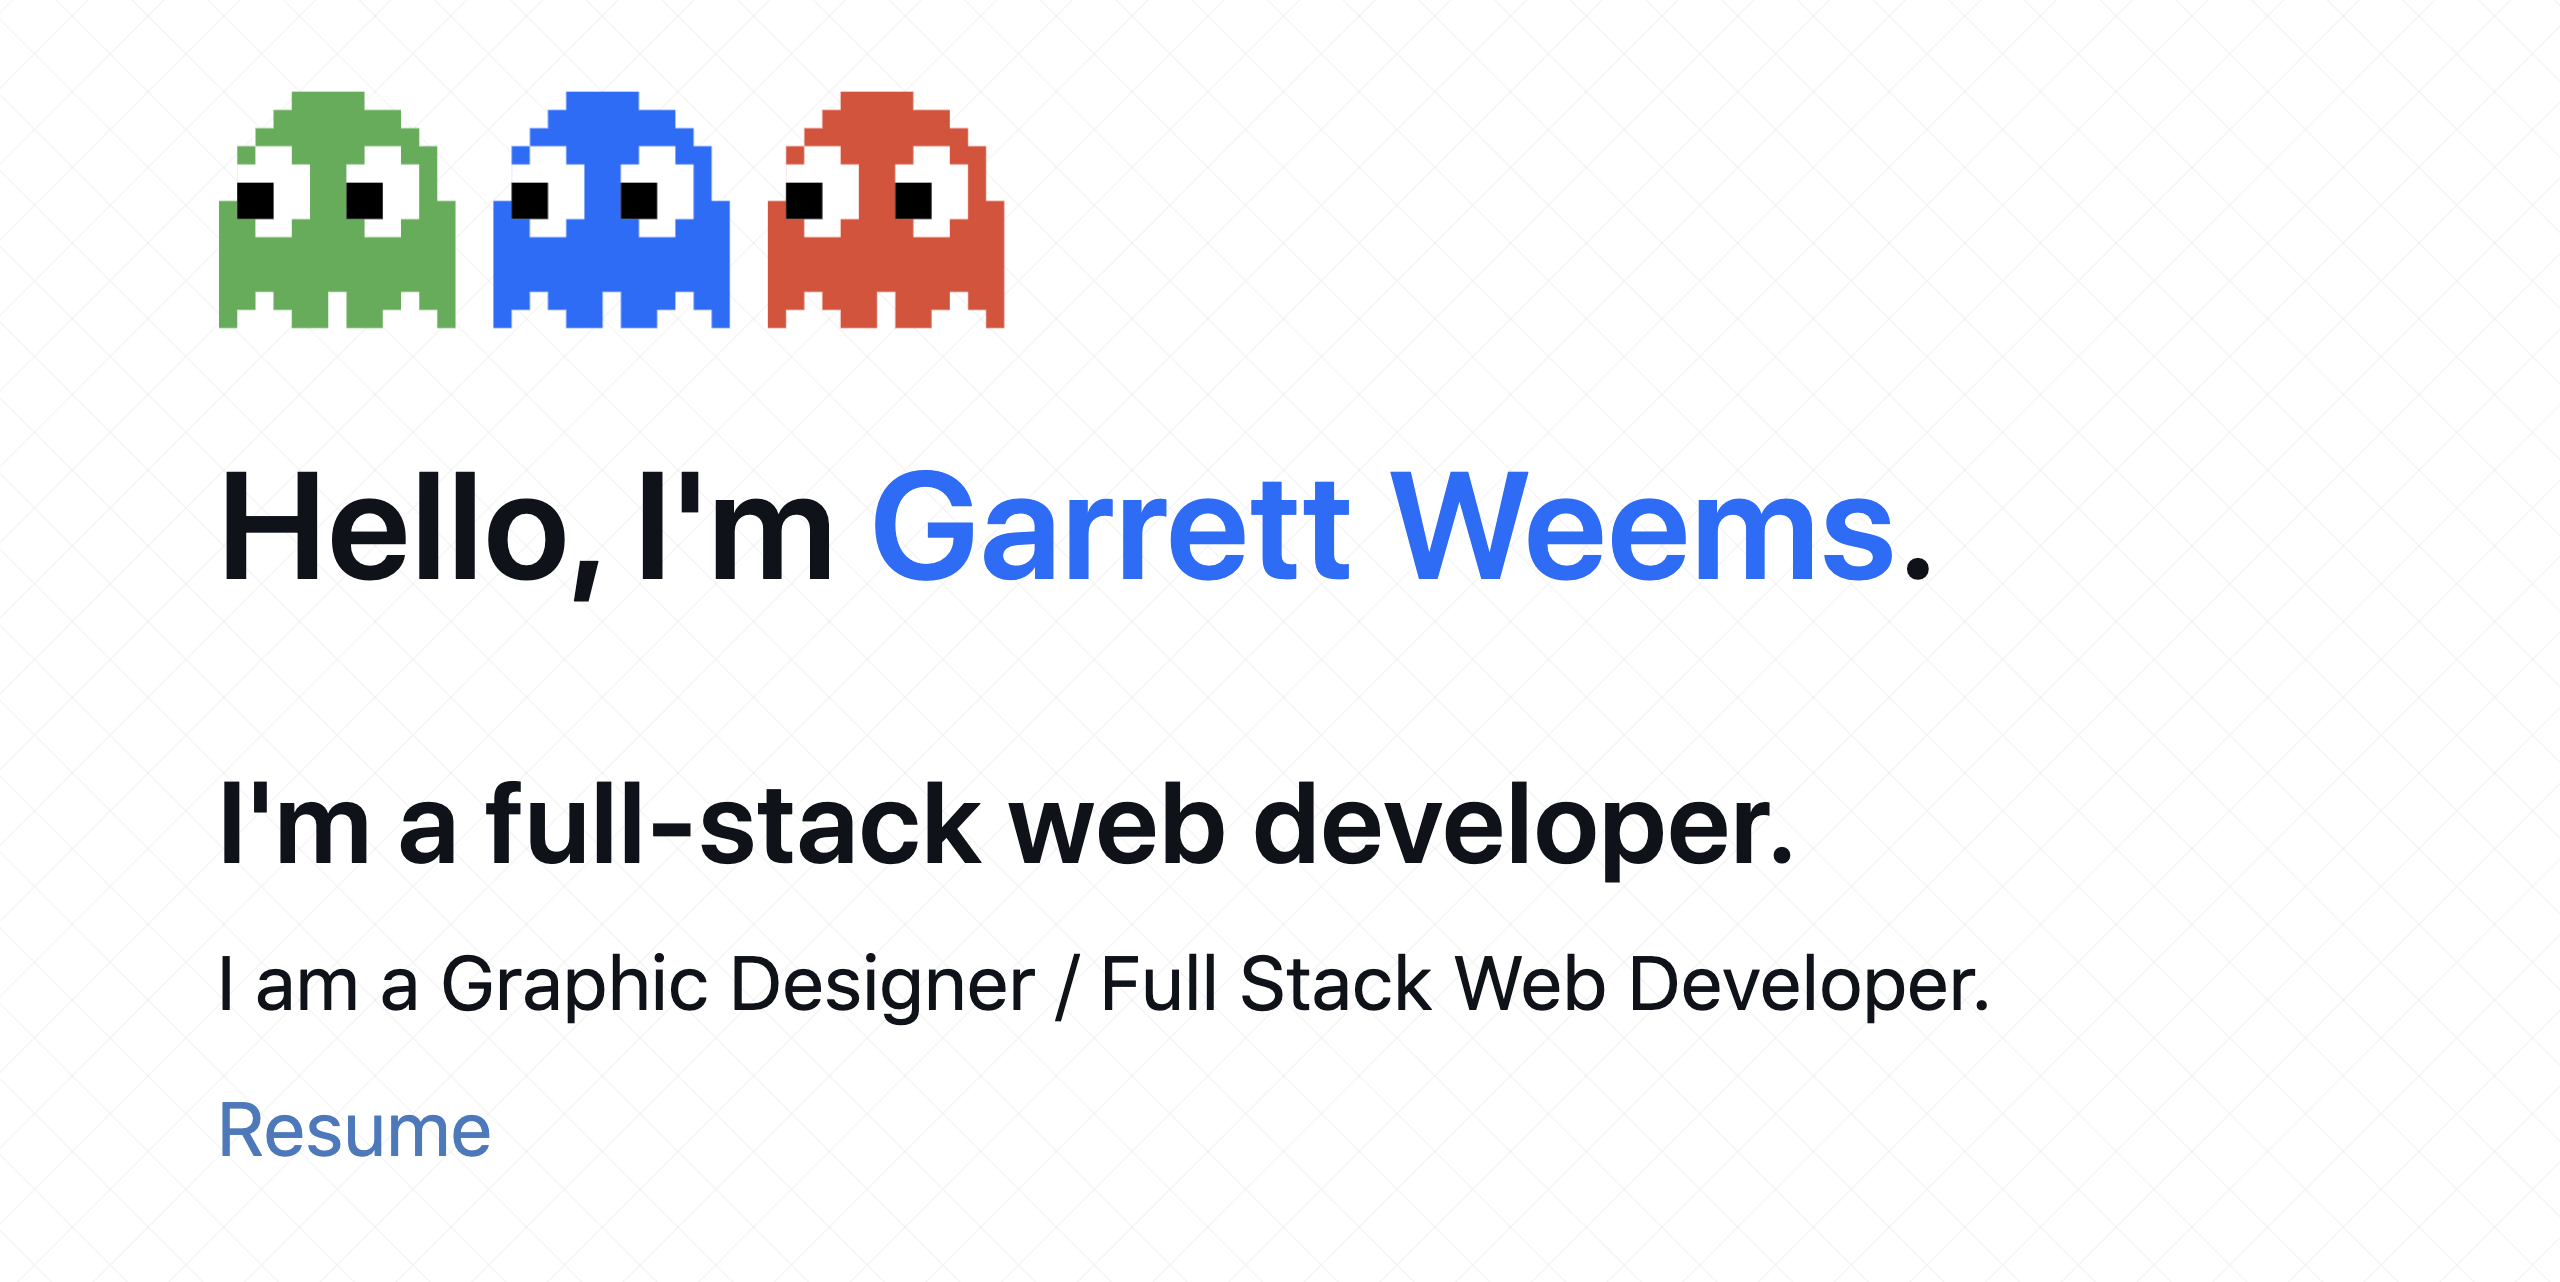 Hello, I'm Garrett Weems.
I'm a full-stack web developer.
I am a Graphic Designer / Full Stack Web Developer.
Resume